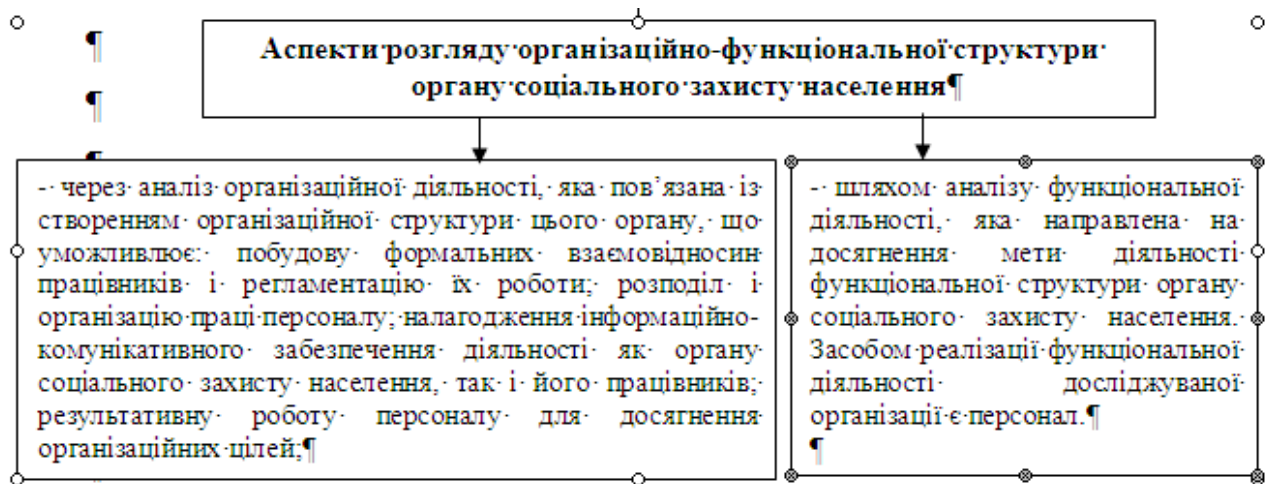 Аспекти розгляду організаційно-функціональної структури
органу соціального захисту населення¶
- через аналіз організаційної діяльності, яка пов’язана із
створенням організаційної структури цього органу, що
уможливлює: побудову формальних взаємовідносин
працівників і регламентацію їх роботи; розподіл і
організацію праці персоналу; налагодження інформаційно-
комунікативного забезпечення діяльності як органу
соціального захисту населення, так і його працівників;
результативну роботу персоналу для досягнення
організаційних цілей;¶
- шляхом аналізу функціональної
діяльності, яка направлена на
досягнення мети діяльності
функціональної структури органу
соціального захисту населення.
Засобом реалізації функціональної
діяльності досліджуваної
організації є персонал.¶
¶